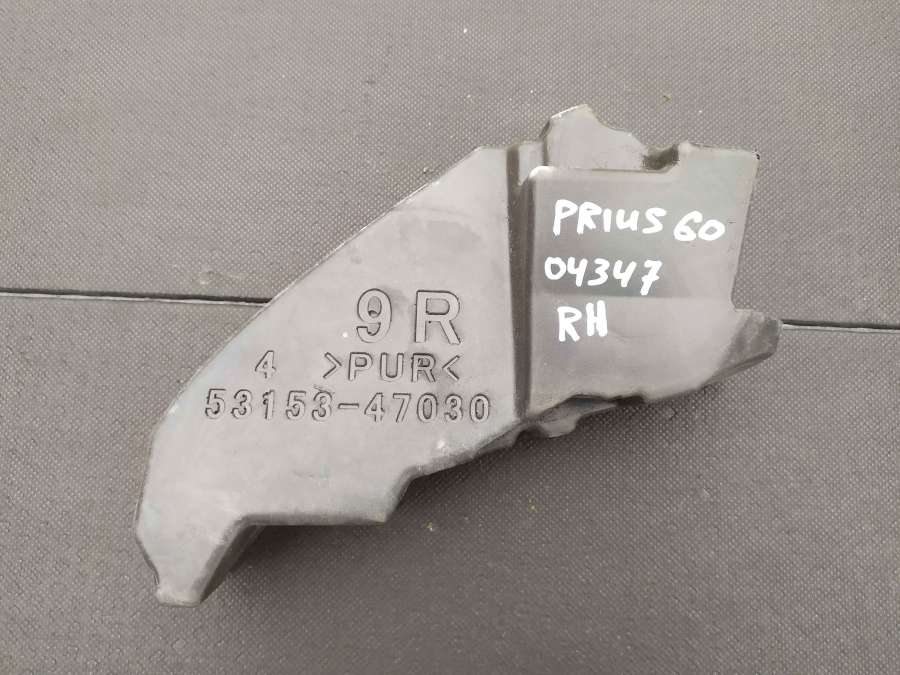 PRIUS 60
04347
RH
9R
4 >PUR<
53153-47030